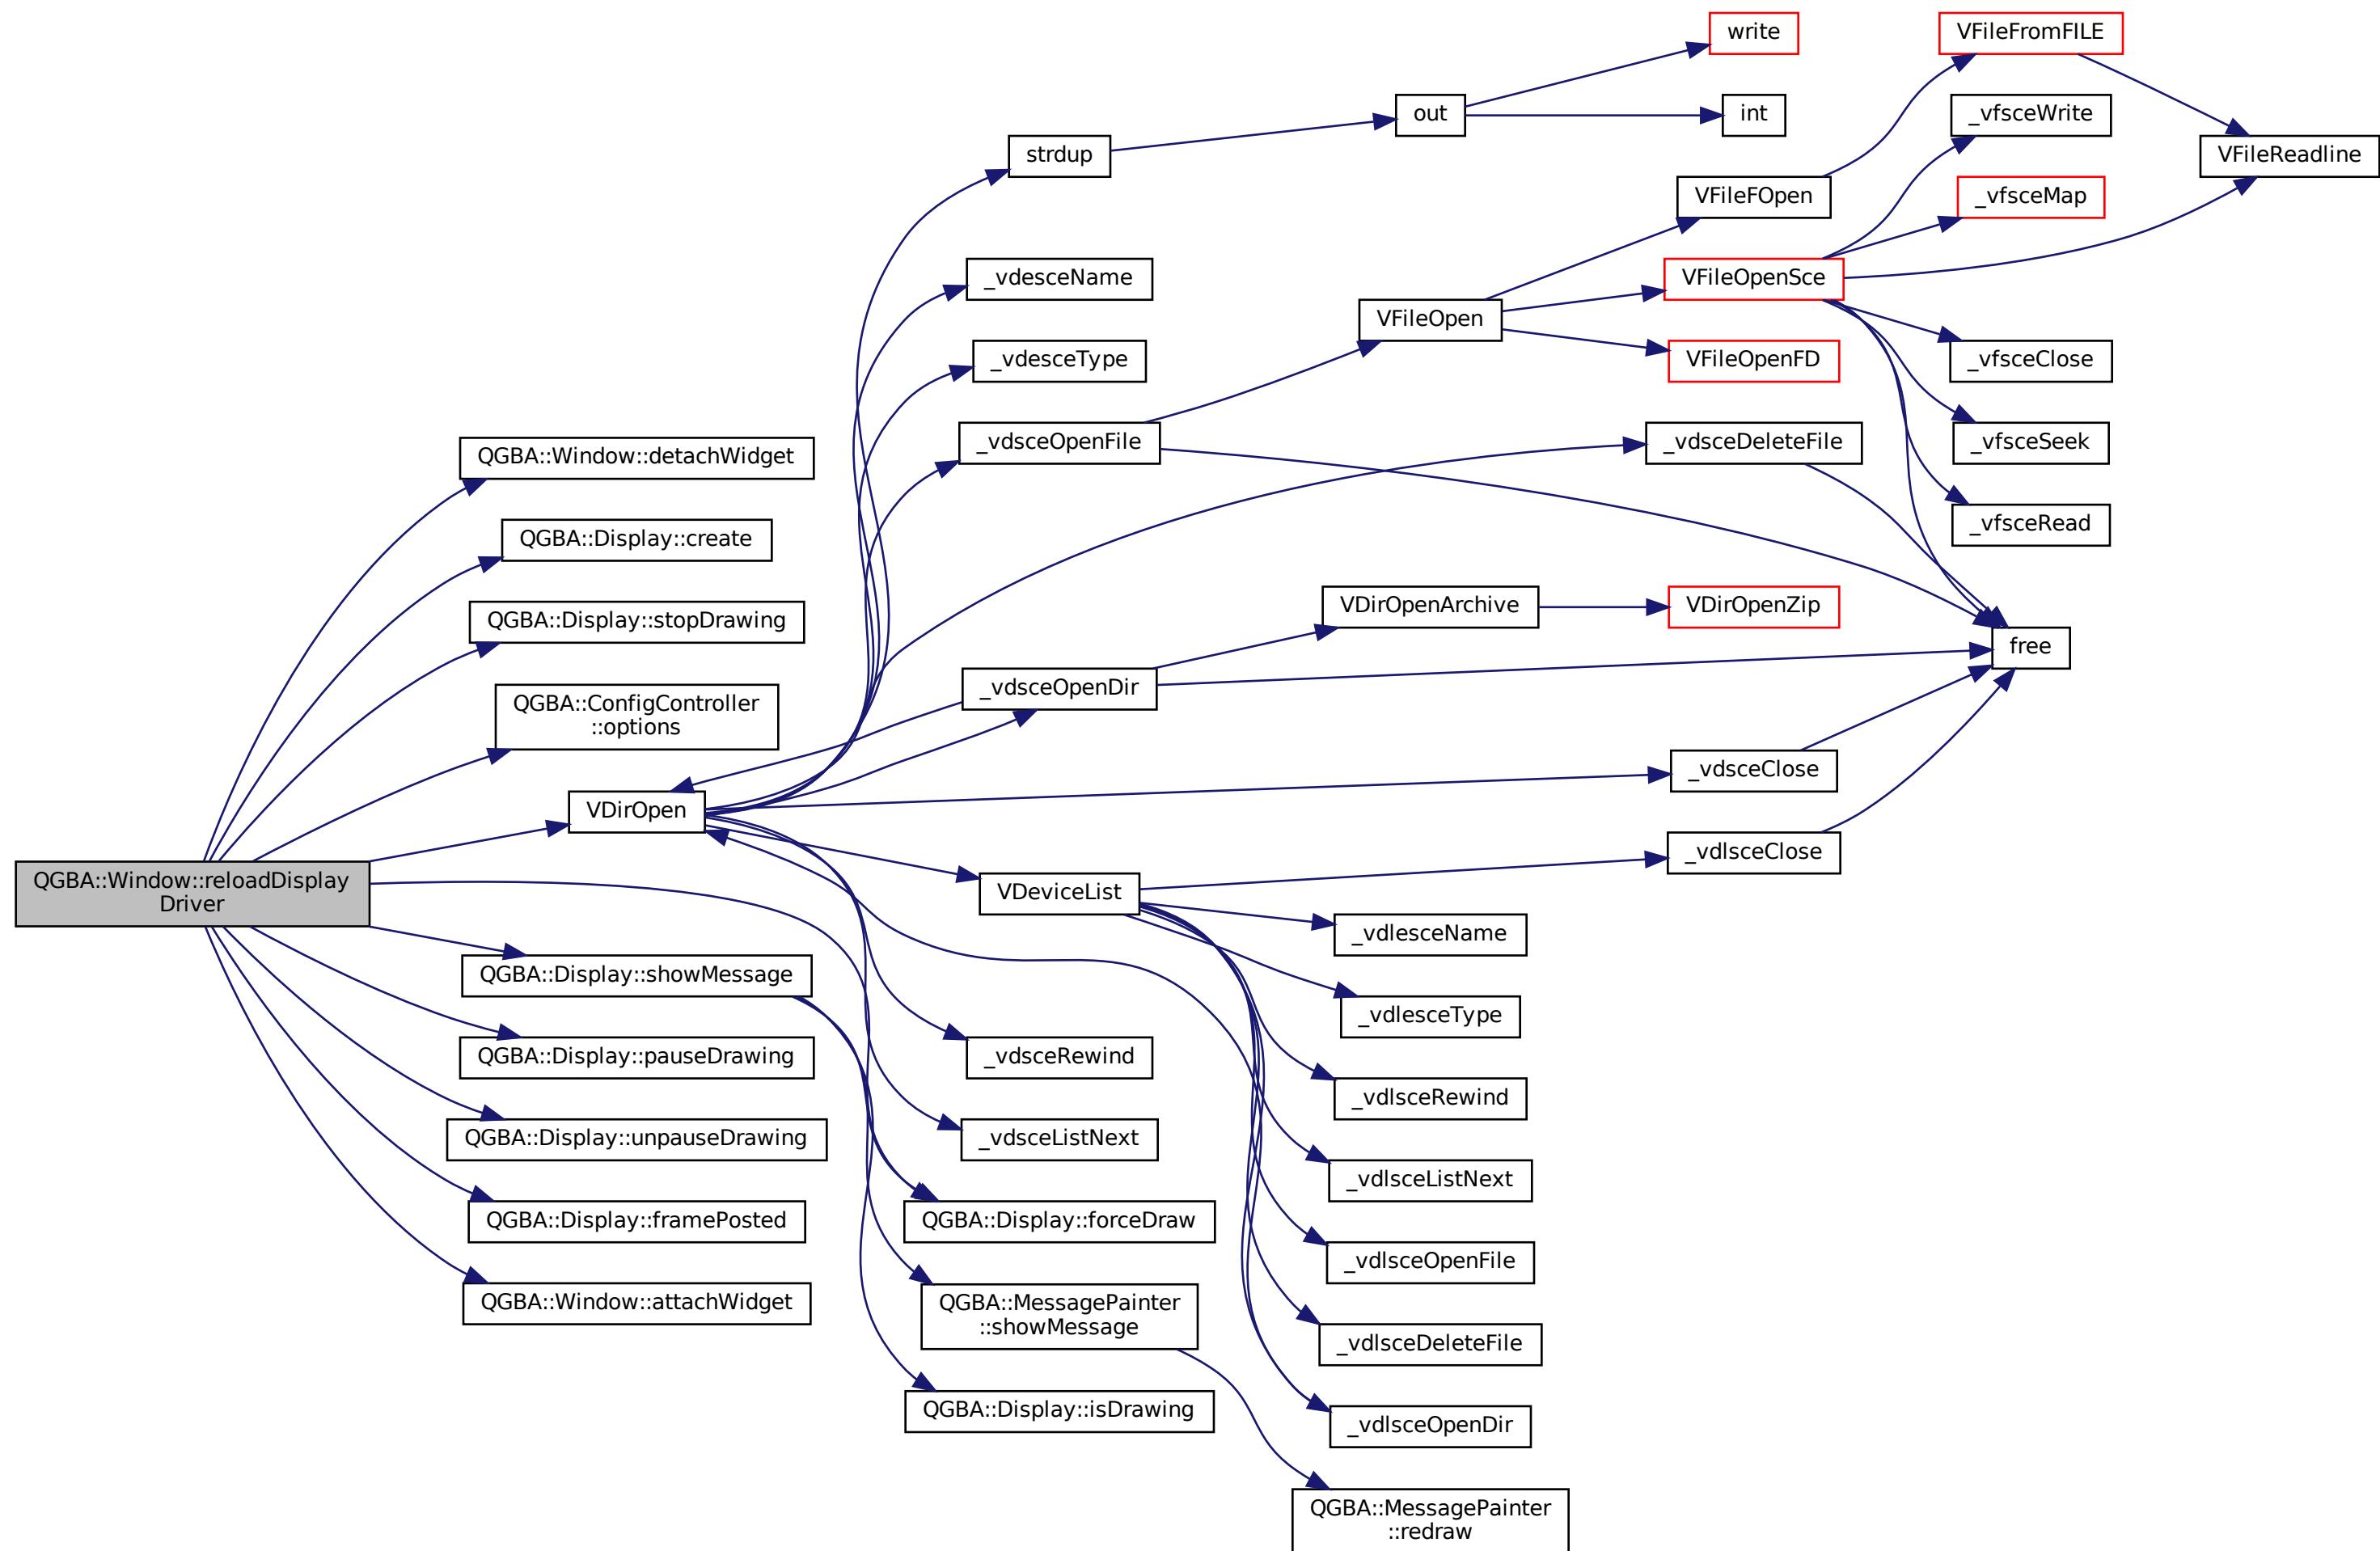 write
VFileFromFILE
out
int
_vfsceWrite
strdup
VFileReadline
VFileFOpen
_vfsceMap
_vdesceName
VFileOpenSce
VFileOpen
_vdesceType
VFileOpenFD
_vfsceClose
_vdsceOpenFile
_vdsceDeleteFile
_vfsceSeek
QGBA::Window::detachWidget
_vfsceRead
QGBA::Display::create
QGBA::Display::stopDrawing
VDirOpenArchive
VDirOpenZip
free
_vdsceOpenDir
QGBA::ConfigController
::options
_vdsceClose
VDirOpen
_vdlsceClose
QGBA::Window::reloadDisplay
Driver
VDeviceList
_vdlesceName
QGBA::Display::showMessage
_vdlesceType
QGBA::Display::pauseDrawing
_vdsceRewind
_vdlsceRewind
QGBA::Display::unpauseDrawing
_vdsceListNext
_vdlsceListNext
QGBA::Display::framePosted
QGBA::Display::forceDraw
_vdlsceOpenFile
QGBA::Window::attachWidget
QGBA::MessagePainter
::showMessage
_vdlsceDeleteFile
QGBA::Display::isDrawing
_vdlsceOpenDir
QGBA::MessagePainter
::redraw